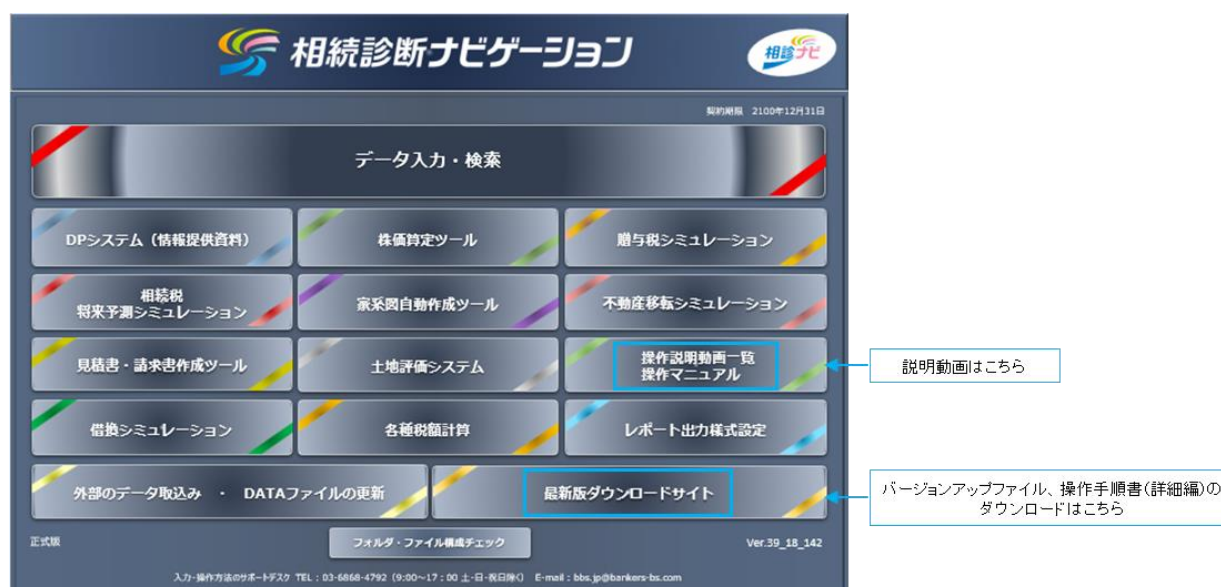 相続診断ナビゲーション
相診ナビ
契約期限 2100年12月31日
データ入力・検索
DPシステム（情報提供資料）
株価算定ツール
贈与税シミュレーション
相続税
将来予測シミュレーション
家系図自動作成ツール
不動産移転シミュレーション
見積書・請求書作成ツール
土地評価システム
操作説明動画一覧
操作マニュアル
説明動画はこちら
借換シミュレーション
各種税額計算
レポート出力様式設定
外部のデータ取込み ・ DATAファイルの更新
最新版ダウンロードサイト
バージョンアップファイル、操作手順書(詳細編)の
ダウンロードはこちら
正式版
フォルダ・ファイル構成チェック
Ver.39_18_142
入力・操作方法のサポートデスク TEL：03-6868-4792（9:00～17：00 土・日・祝日除く） E-mail：bbs.jp@bankers-bs.com